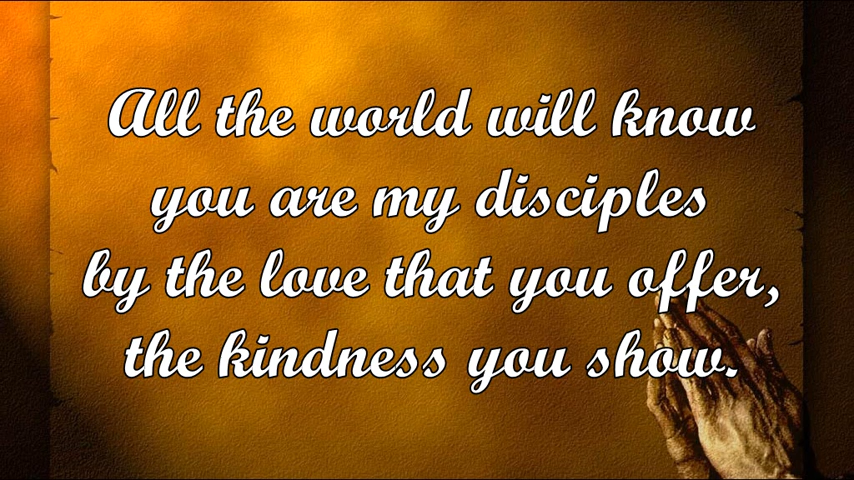 All the world will know
you are my disciples
by the love that you offer,
the kindness you show.